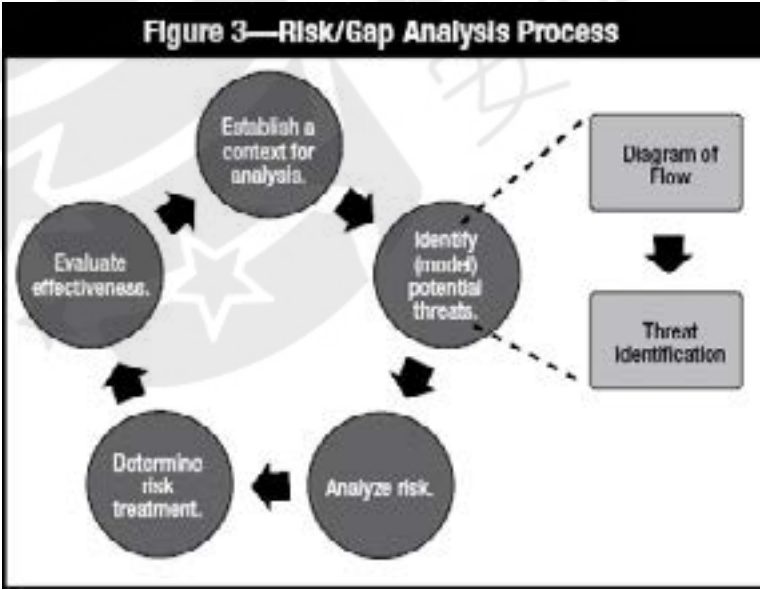 Figure 3—Risk/Gap Analysis Process
Establish a
context for
analysis.
Identify
(model)
potential
threats.
Diagram of
Flow
Threat
Identification
Analyze risk.
Determine
risk
treatment.
Evaluate
effectiveness.